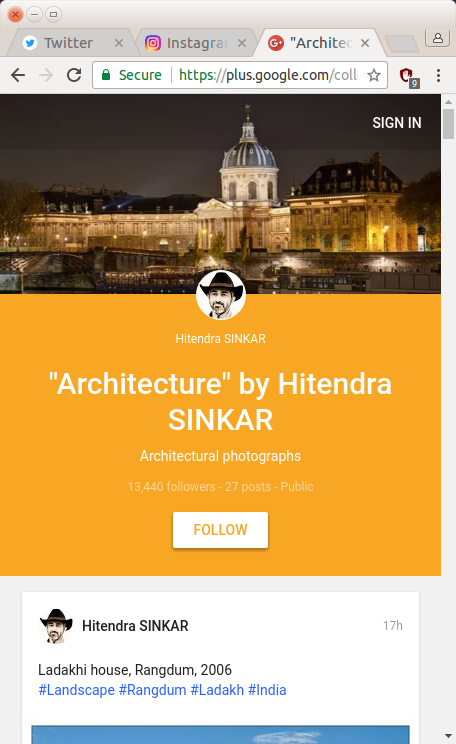 Twitter
Instagra
"Architec
Secure
https://plus.google.com/coll
9
SIGN IN
Hitendra SINKAR
"Architecture" by Hitendra
SINKAR
Architectural photographs
13,440 followers - 27 posts - Public
FOLLOW
Hitendra SINKAR
17h
Ladakhi house, Rangdum, 2006
#Landscape #Rangdum #Ladakh #India